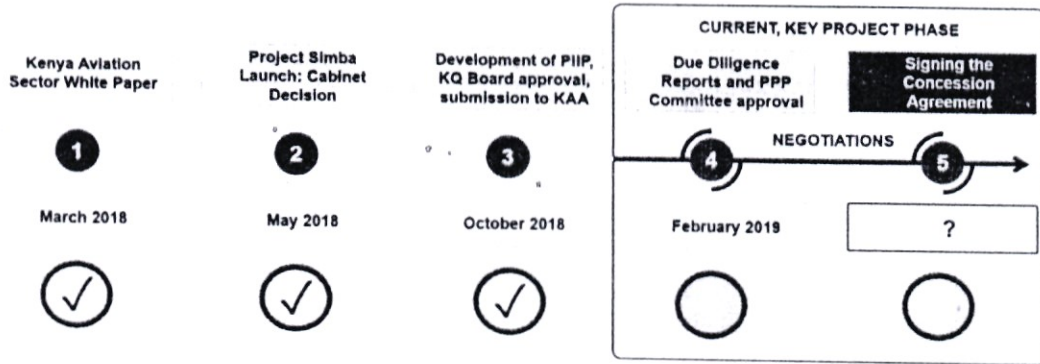 CURRENT, KEY PROJECT PHASE
Kenya Aviation
Sector White Paper
Project Simba
Launch: Cabinet
Decision
Development of PIIP,
KQ Board approval,
submission to KAA
Due Diligence
Reports and PPP
Committee approval
Signing the
Concession
Agreement
NEGOTIATIONS
1
2
3
4
5
March 2018
May 2018
October 2018
February 2019
?